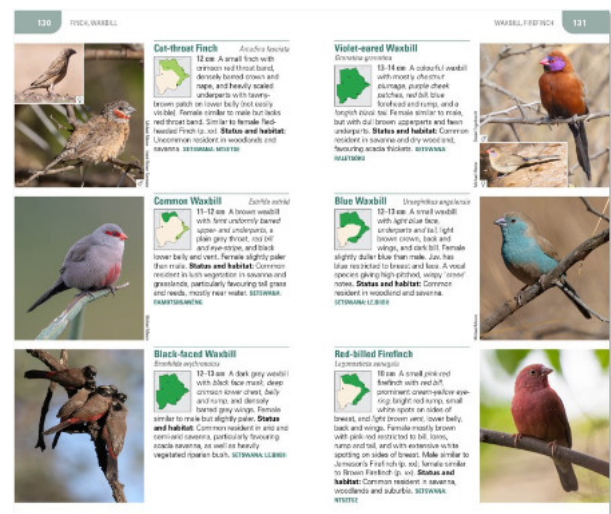 130 FINCH, WAXBILL
Cut-throat Finch Amadina fasciata
12 cm A small finch with
crimson red throat band,
densely barred crown and
nape, and heavily scaled
underparts with tawny-
brown patch on lower belly (not easily
visible). Female similar to male but lacks
red throat band. Similar to female Red-
headed Finch (p. xx). Status and habitat:
Uncommon resident in woodlands and
savanna. SETSWANA:
Common Waxbill Estrilda astrild
11–12 cm A brown waxbill
with faint uniformly barred
upper- and underparts, a
plain grey throat, red bill
and eye-stripe, and black
lower belly and vent. Female slightly paler
than male. Status and habitat: Common
resident in lush vegetation in savanna and
grasslands, particularly favouring tall grass
and reeds, mostly near water. SETSWANA:
Black-faced Waxbill
Brunhilda erythronotos
12–13 cm A dark grey waxbill
with black face mask, deep
crimson lower chest, belly
and rump, and densely
barred grey wings. Female
similar to male but slightly paler. Status
and habitat: Common resident in arid and
semi-arid savanna, particularly favouring
acacia savanna, as well as heavily
vegetated riparian bush. SETSWANA:
WAXBILL, FIREFINCH 131
Violet-eared Waxbill
Granatina granatina
13–14 cm A colourful waxbill
with mostly chestnut
plumage, purple cheek
patches, red bill, blue
forehead and rump, and a
longish black tail. Female similar to male,
but with dull brown upperparts and fawn
underparts. Status and habitat: Common
resident in savanna and dry woodland,
favouring acacia thickets. SETSWANA:
Blue Waxbill Uraeginthus angolensis
12–13 cm A small waxbill
with light blue face,
underparts and tail, light
brown crown, back and
wings, and dark bill. Female
slightly duller blue than male. Juv. has
blue restricted to breast and face. A vocal
species giving high-pitched, wispy 'sreee'
notes. Status and habitat: Common
resident in woodland and savanna.
SETSWANA:
Red-billed Firefinch
Lagonosticta senegala
10 cm A small pink-red
firefinch with red bill,
prominent cream-yellow eye-
ring, bright red rump, small
white spots on sides of
breast, and light brown vent, lower belly,
back and wings. Female mostly brown
with pink-red restricted to bill, lores,
rump and tail, and with extensive white
spotting on sides of breast. Male similar to
Jameson's Firefinch (p. xx); female similar
to Brown Firefinch (p. xx). Status and
habitat: Common resident in savanna,
woodlands and suburbia. SETSWANA: